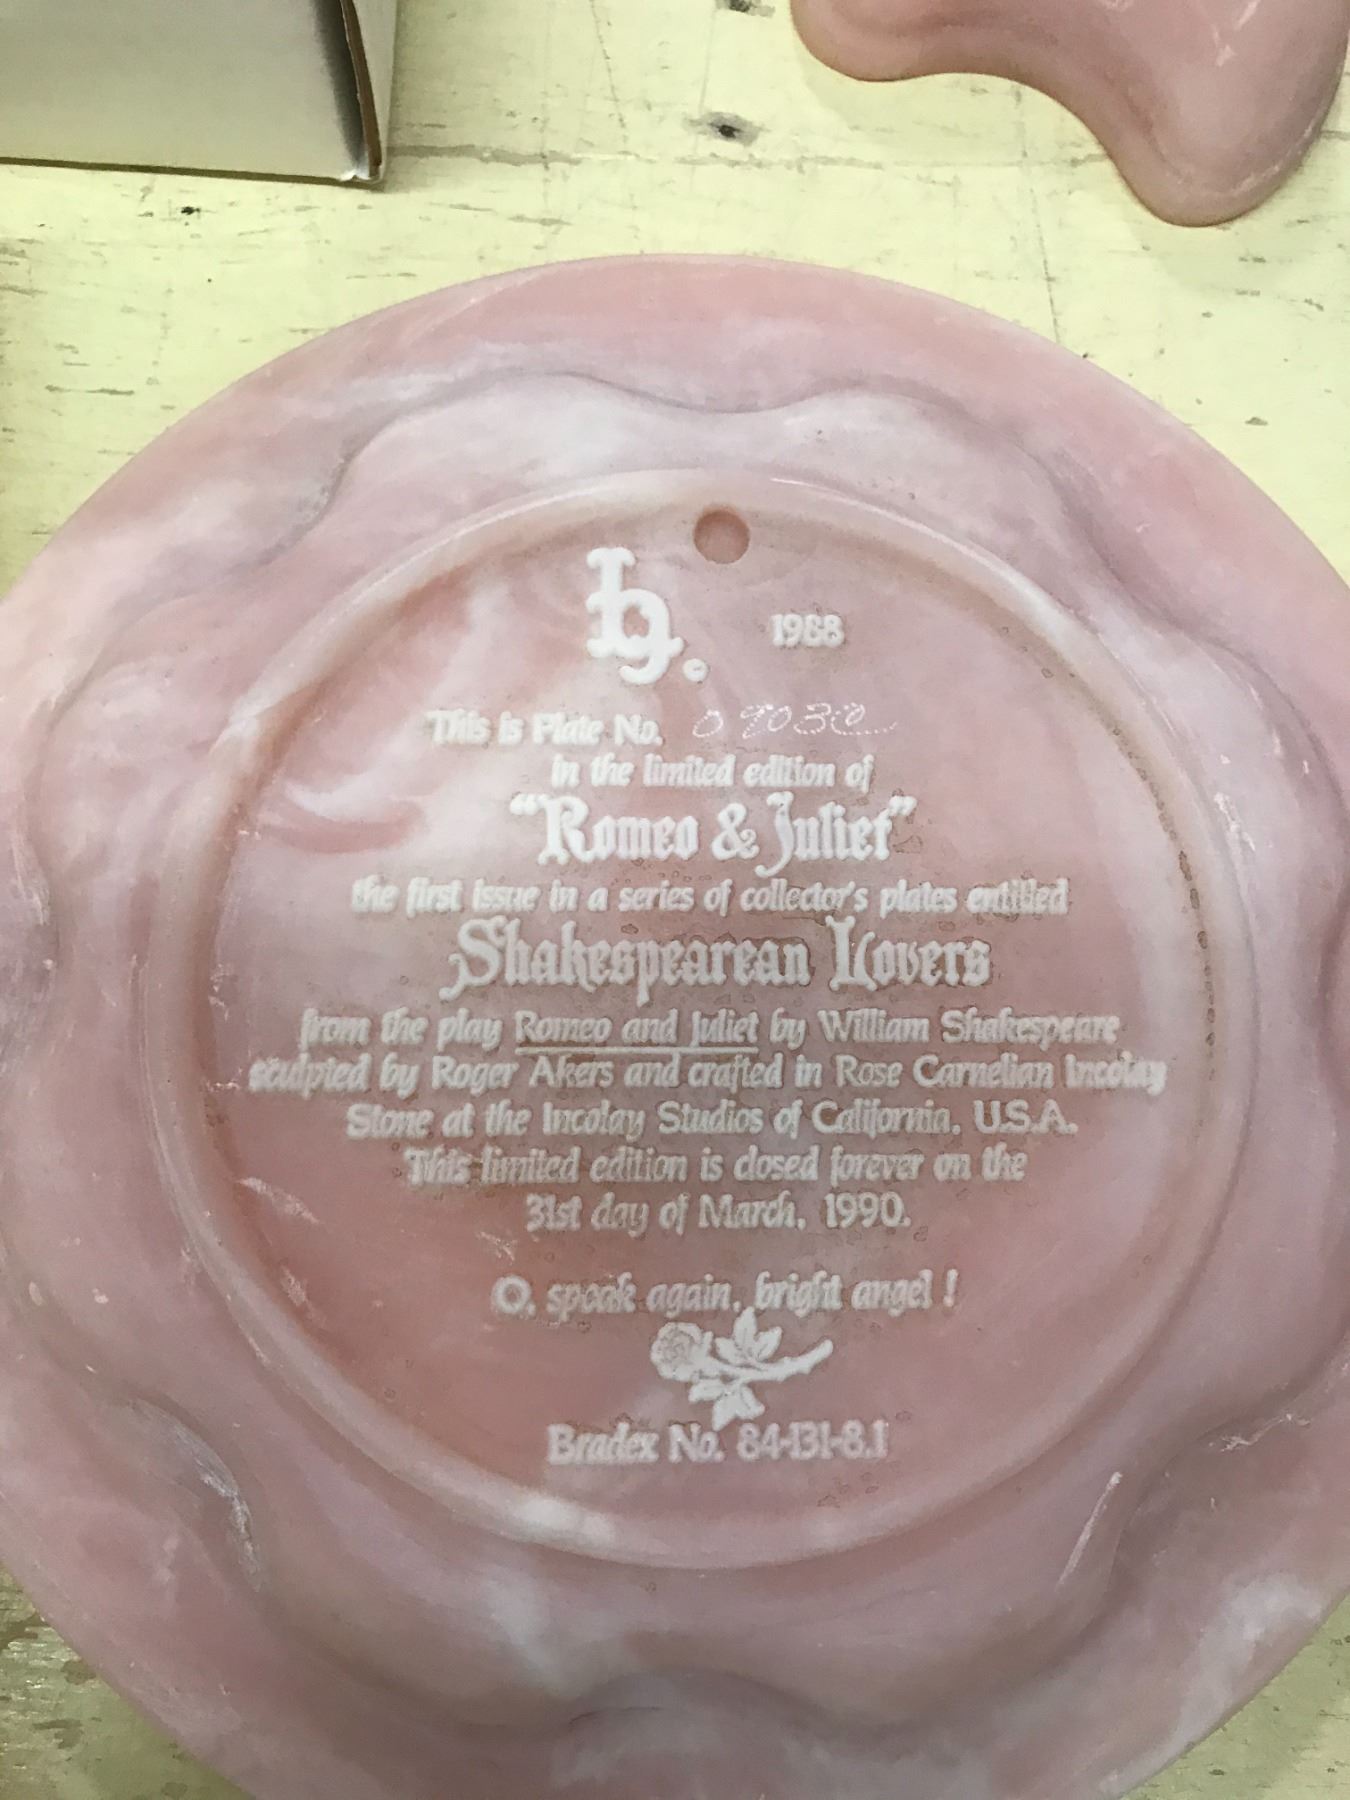 1988
This is Plate No.
in the limited edition of
"Romeo & Juliet"
the first issue in a series of collector's plates entitled
Shakespearean Lovers
from the play Romeo and Juliet by William Shakespeare
sculpted by Roger Akers and crafted in Rose Carnelian Incolay
Stone at the Incolay Studios of California, U.S.A.
This limited edition is closed forever on the
31st day of March, 1990.
O, speak again, bright angel !
Bradex No. 84-131-8.1